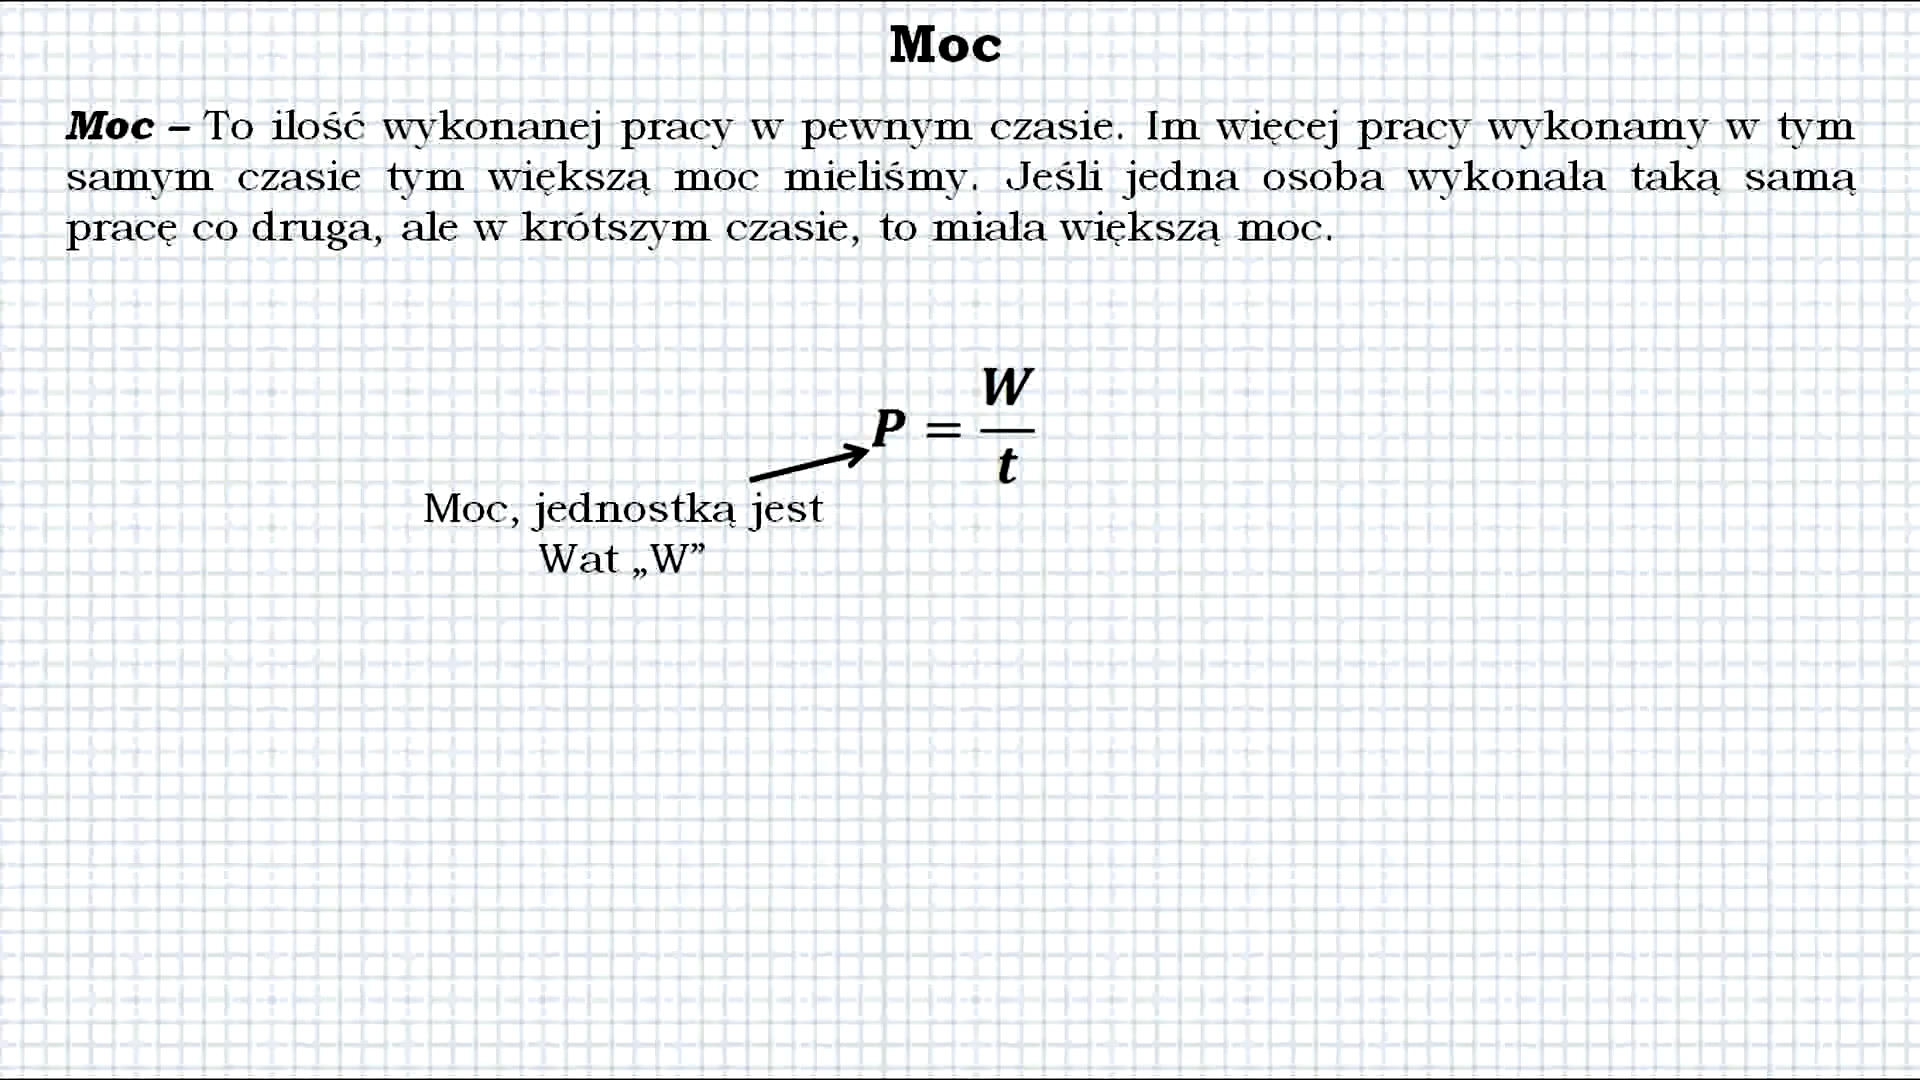 Moc
Moc – To ilość wykonanej pracy w pewnym czasie. Im więcej pracy wykonamy w tym
samym czasie tym większą moc mieliśmy. Jeśli jedna osoba wykonała taką samą
pracę co druga, ale w krótszym czasie, to miała większą moc.
P = W/t
Moc, jednostką jest
Wat „W”